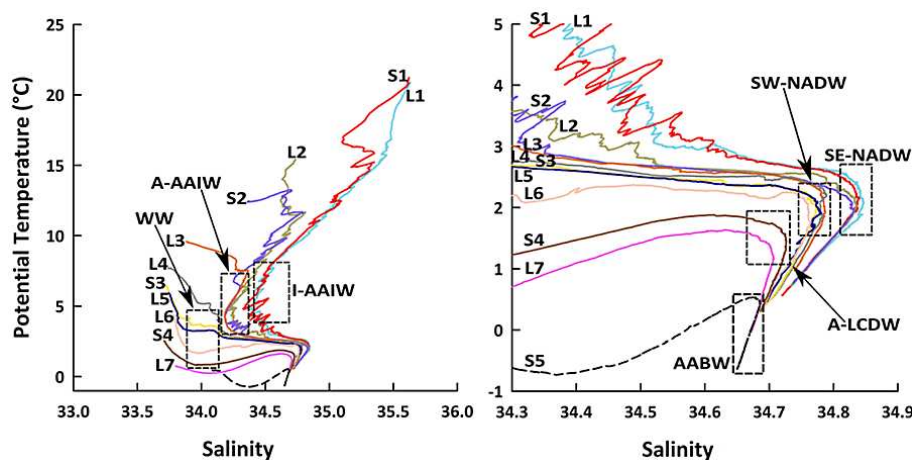 25
20
15
10
5
0
33.0
33.5
34.0
34.5
35.0
35.5
36.0
Potential Temperature (°C)
Salinity
S1
L1
L2
S2
A-AAIW
WW
L3
L4
S3
L5
L6
S4
L7
I-AAIW
5
4
3
2
1
0
-1
34.3
34.4
34.5
34.6
34.7
34.8
34.9
Salinity
S1
L1
SW-NADW
S2
L2
SE-NADW
L3
L4 S3
L5
L6
S4
L7
A-LCDW
S5
AABW